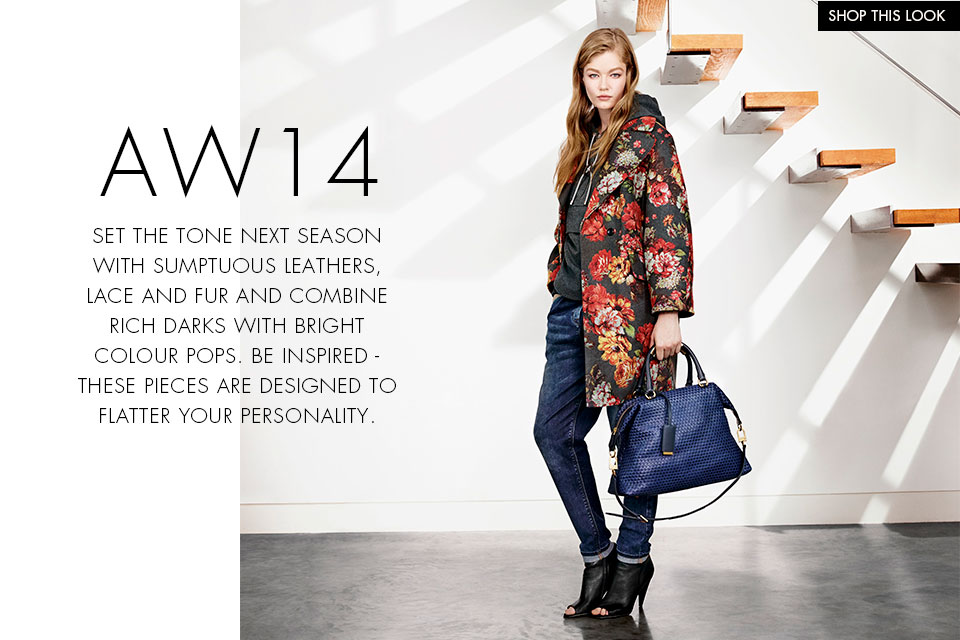 SHOP THIS LOOK
AW14
SET THE TONE NEXT SEASON
WITH SUMPTUOUS LEATHERS,
LACE AND FUR AND COMBINE
RICH DARKS WITH BRIGHT
COLOUR POPS. BE INSPIRED -
THESE PIECES ARE DESIGNED TO
FLATTER YOUR PERSONALITY.